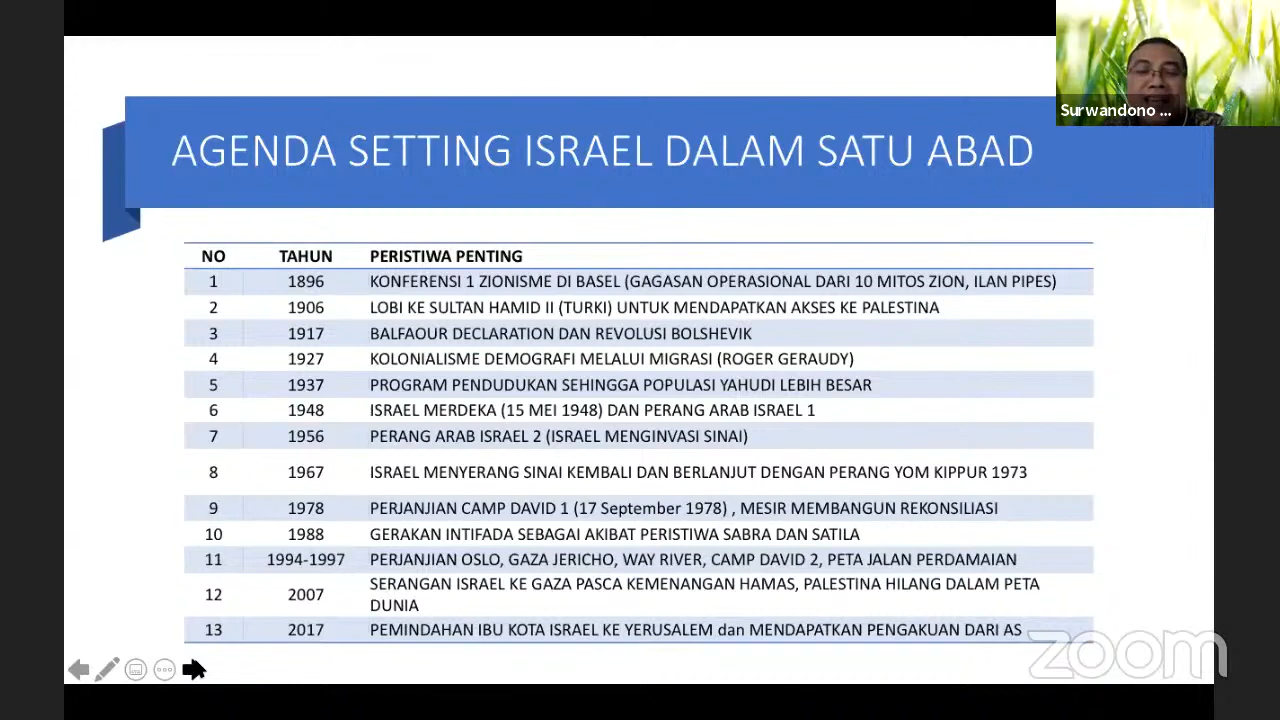 Surwandono ...
AGENDA SETTING ISRAEL DALAM SATU ABAD
NO TAHUN PERISTIWA PENTING
1 1896 KONFERENSI 1 ZIONISME DI BASEL (GAGASAN OPERASIONAL DARI 10 MITOS ZION, ILAN PIPES)
2 1906 LOBI KE SULTAN HAMID II (TURKI) UNTUK MENDAPATKAN AKSES KE PALESTINA
3 1917 BALFAOUR DECLARATION DAN REVOLUSI BOLSHEVIK
4 1927 KOLONIALISME DEMOGRAFI MELALUI MIGRASI (ROGER GERAUDY)
5 1937 PROGRAM PENDUDUKAN SEHINGGA POPULASI YAHUDI LEBIH BESAR
6 1948 ISRAEL MERDEKA (15 MEI 1948) DAN PERANG ARAB ISRAEL 1
7 1956 PERANG ARAB ISRAEL 2 (ISRAEL MENGINVASI SINAI)
8 1967 ISRAEL MENYERANG SINAI KEMBALI DAN BERLANJUT DENGAN PERANG YOM KIPPUR 1973
9 1978 PERJANJIAN CAMP DAVID 1 (17 September 1978) , MESIR MEMBANGUN REKONSILIASI
10 1988 GERAKAN INTIFADA SEBAGAI AKIBAT PERISTIWA SABRA DAN SATILA
11 1994-1997 PERJANJIAN OSLO, GAZA JERICHO, WAY RIVER, CAMP DAVID 2, PETA JALAN PERDAMAIAN
12 2007 SERANGAN ISRAEL KE GAZA PASCA KEMENANGAN HAMAS, PALESTINA HILANG DALAM PETA
DUNIA
13 2017 PEMINDAHAN IBU KOTA ISRAEL KE YERUSALEM dan MENDAPATKAN PENGAKUAN DARI AS
zoom